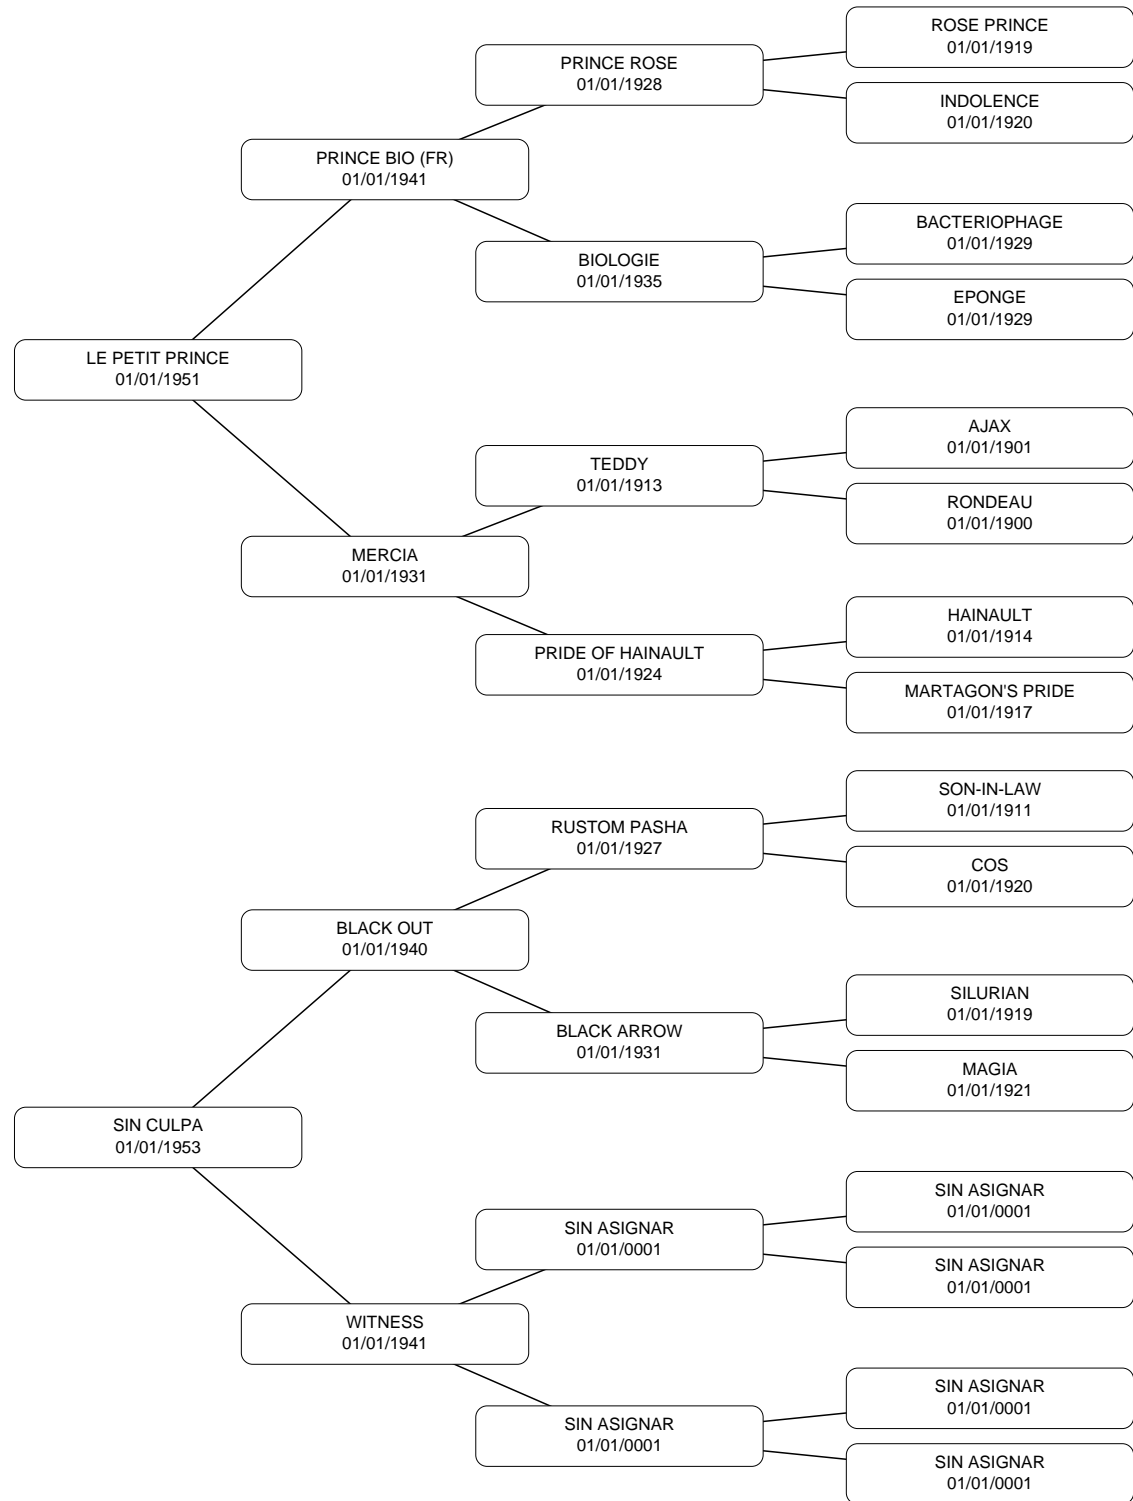 ROSE PRINCE
01/01/1919
PRINCE ROSE
01/01/1928
INDOLENCE
01/01/1920
PRINCE BIO (FR)
01/01/1941
BACTERIOPHAGE
01/01/1929
BIOLOGIE
01/01/1935
EPONGE
01/01/1929
LE PETIT PRINCE
01/01/1951
AJAX
01/01/1901
TEDDY
01/01/1913
RONDEAU
01/01/1900
MERCIA
01/01/1931
HAINAULT
01/01/1914
PRIDE OF HAINAULT
01/01/1924
MARTAGON'S PRIDE
01/01/1917
SON-IN-LAW
01/01/1911
RUSTOM PASHA
01/01/1927
COS
01/01/1920
BLACK OUT
01/01/1940
SILURIAN
01/01/1919
BLACK ARROW
01/01/1931
MAGIA
01/01/1921
SIN CULPA
01/01/1953
SIN ASIGNAR
01/01/0001
SIN ASIGNAR
01/01/0001
SIN ASIGNAR
01/01/0001
WITNESS
01/01/1941
SIN ASIGNAR
01/01/0001
SIN ASIGNAR
01/01/0001
SIN ASIGNAR
01/01/0001